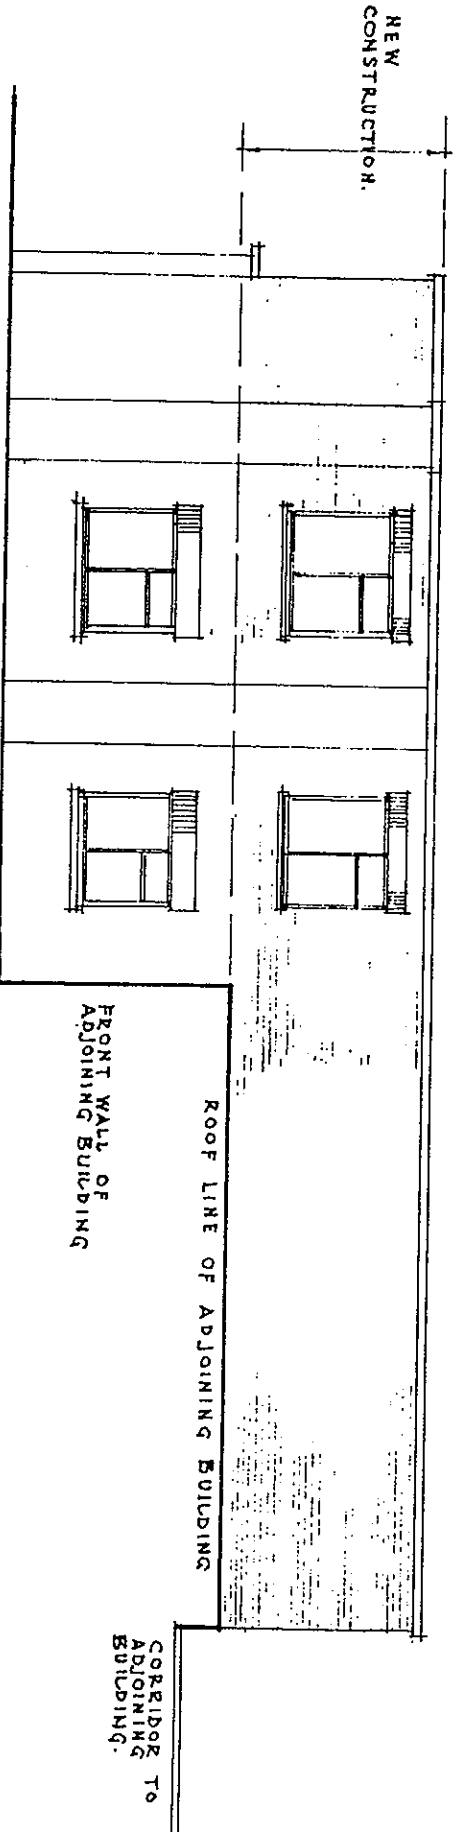 NEW
CONSTRUCTION.
FRONT WALL OF
ADJOINING BUILDING
ROOF LINE OF ADJOINING BUILDING
CORRIDOR TO
ADJOINING
BUILDING.